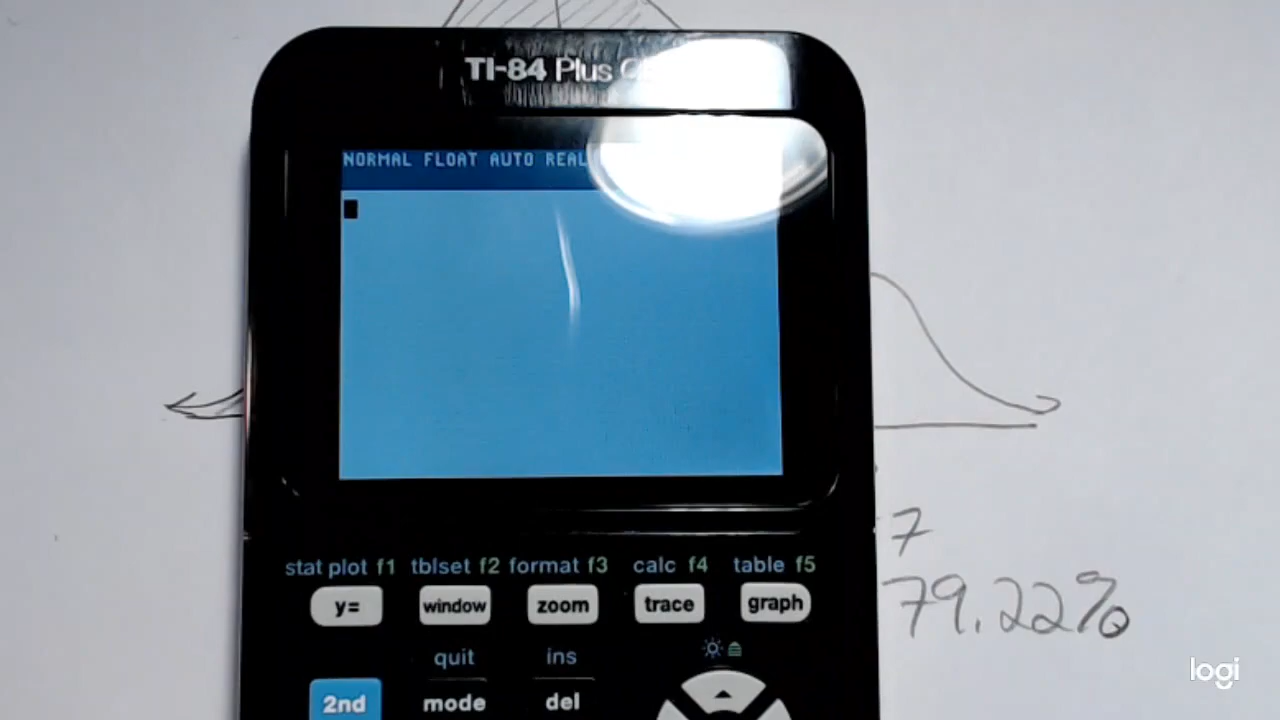 TI-84 Plus
NORMAL FLOAT AUTO REAL
7
stat plot f1 tblset f2 format f3 calc f4 table f5
y= window zoom trace graph
79.22%
quit ins
2nd mode del
logi